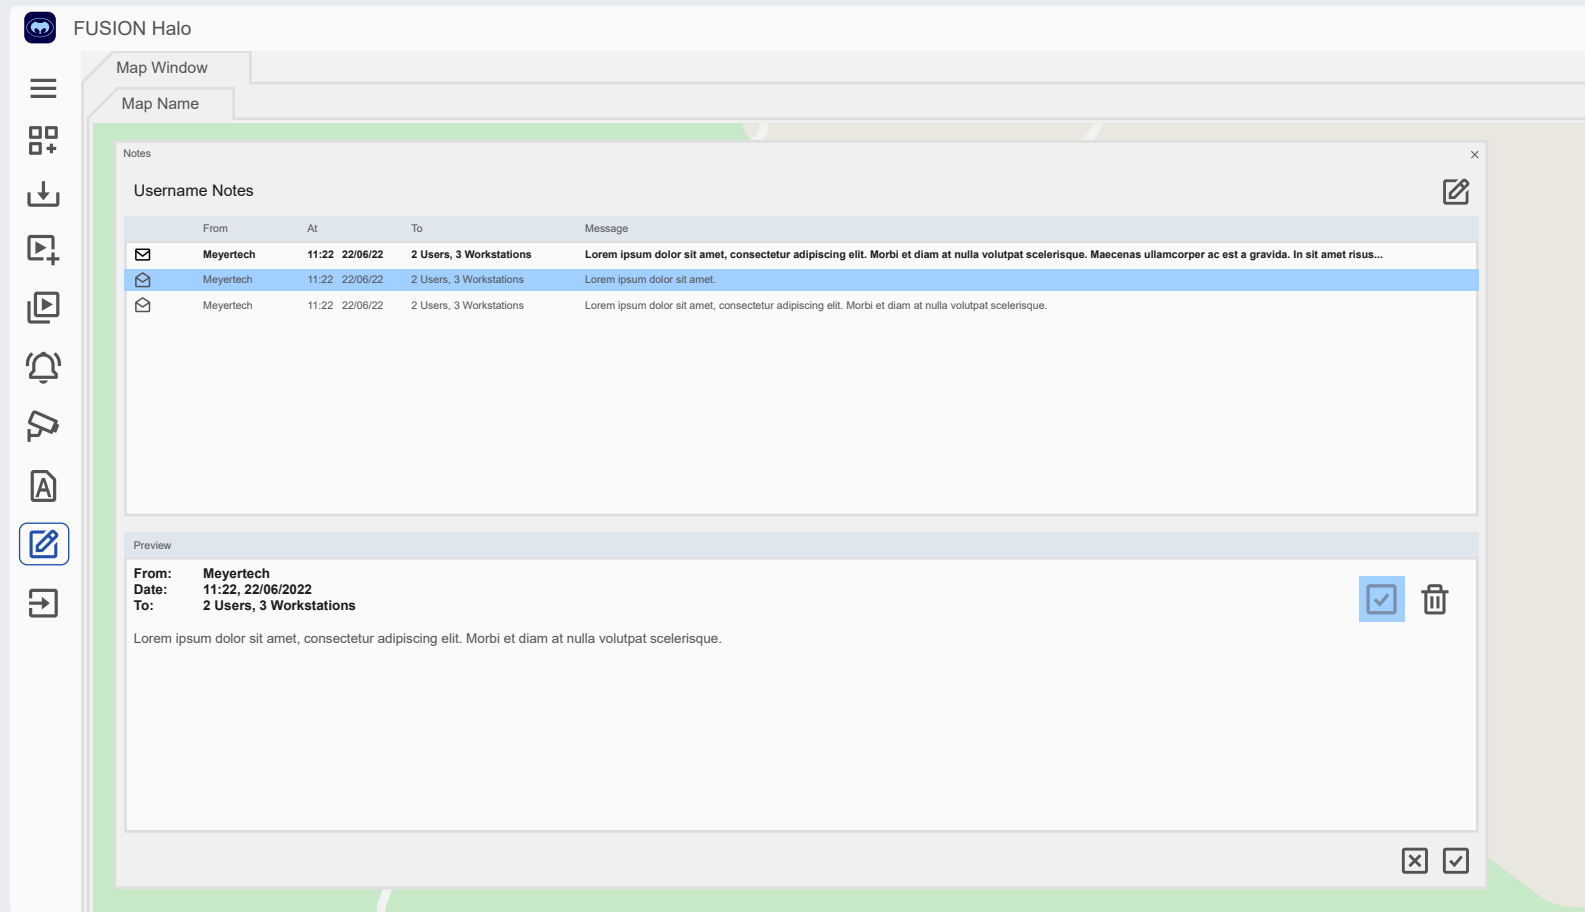 FUSION Halo
Map Window
Map Name
Notes
Username Notes
From At To Message
Meyertech 11:22 22/06/22 2 Users, 3 Workstations Lorem ipsum dolor sit amet, consectetur adipiscing elit. Morbi et diam at nulla volutpat scelerisque. Maecenas ullamcorper ac est a gravida. In sit amet risus...
Meyertech 11:22 22/06/22 2 Users, 3 Workstations Lorem ipsum dolor sit amet.
Meyertech 11:22 22/06/22 2 Users, 3 Workstations Lorem ipsum dolor sit amet, consectetur adipiscing elit. Morbi et diam at nulla volutpat scelerisque.
Preview
From: Meyertech
Date: 11:22, 22/06/2022
To: 2 Users, 3 Workstations
Lorem ipsum dolor sit amet, consectetur adipiscing elit. Morbi et diam at nulla volutpat scelerisque.